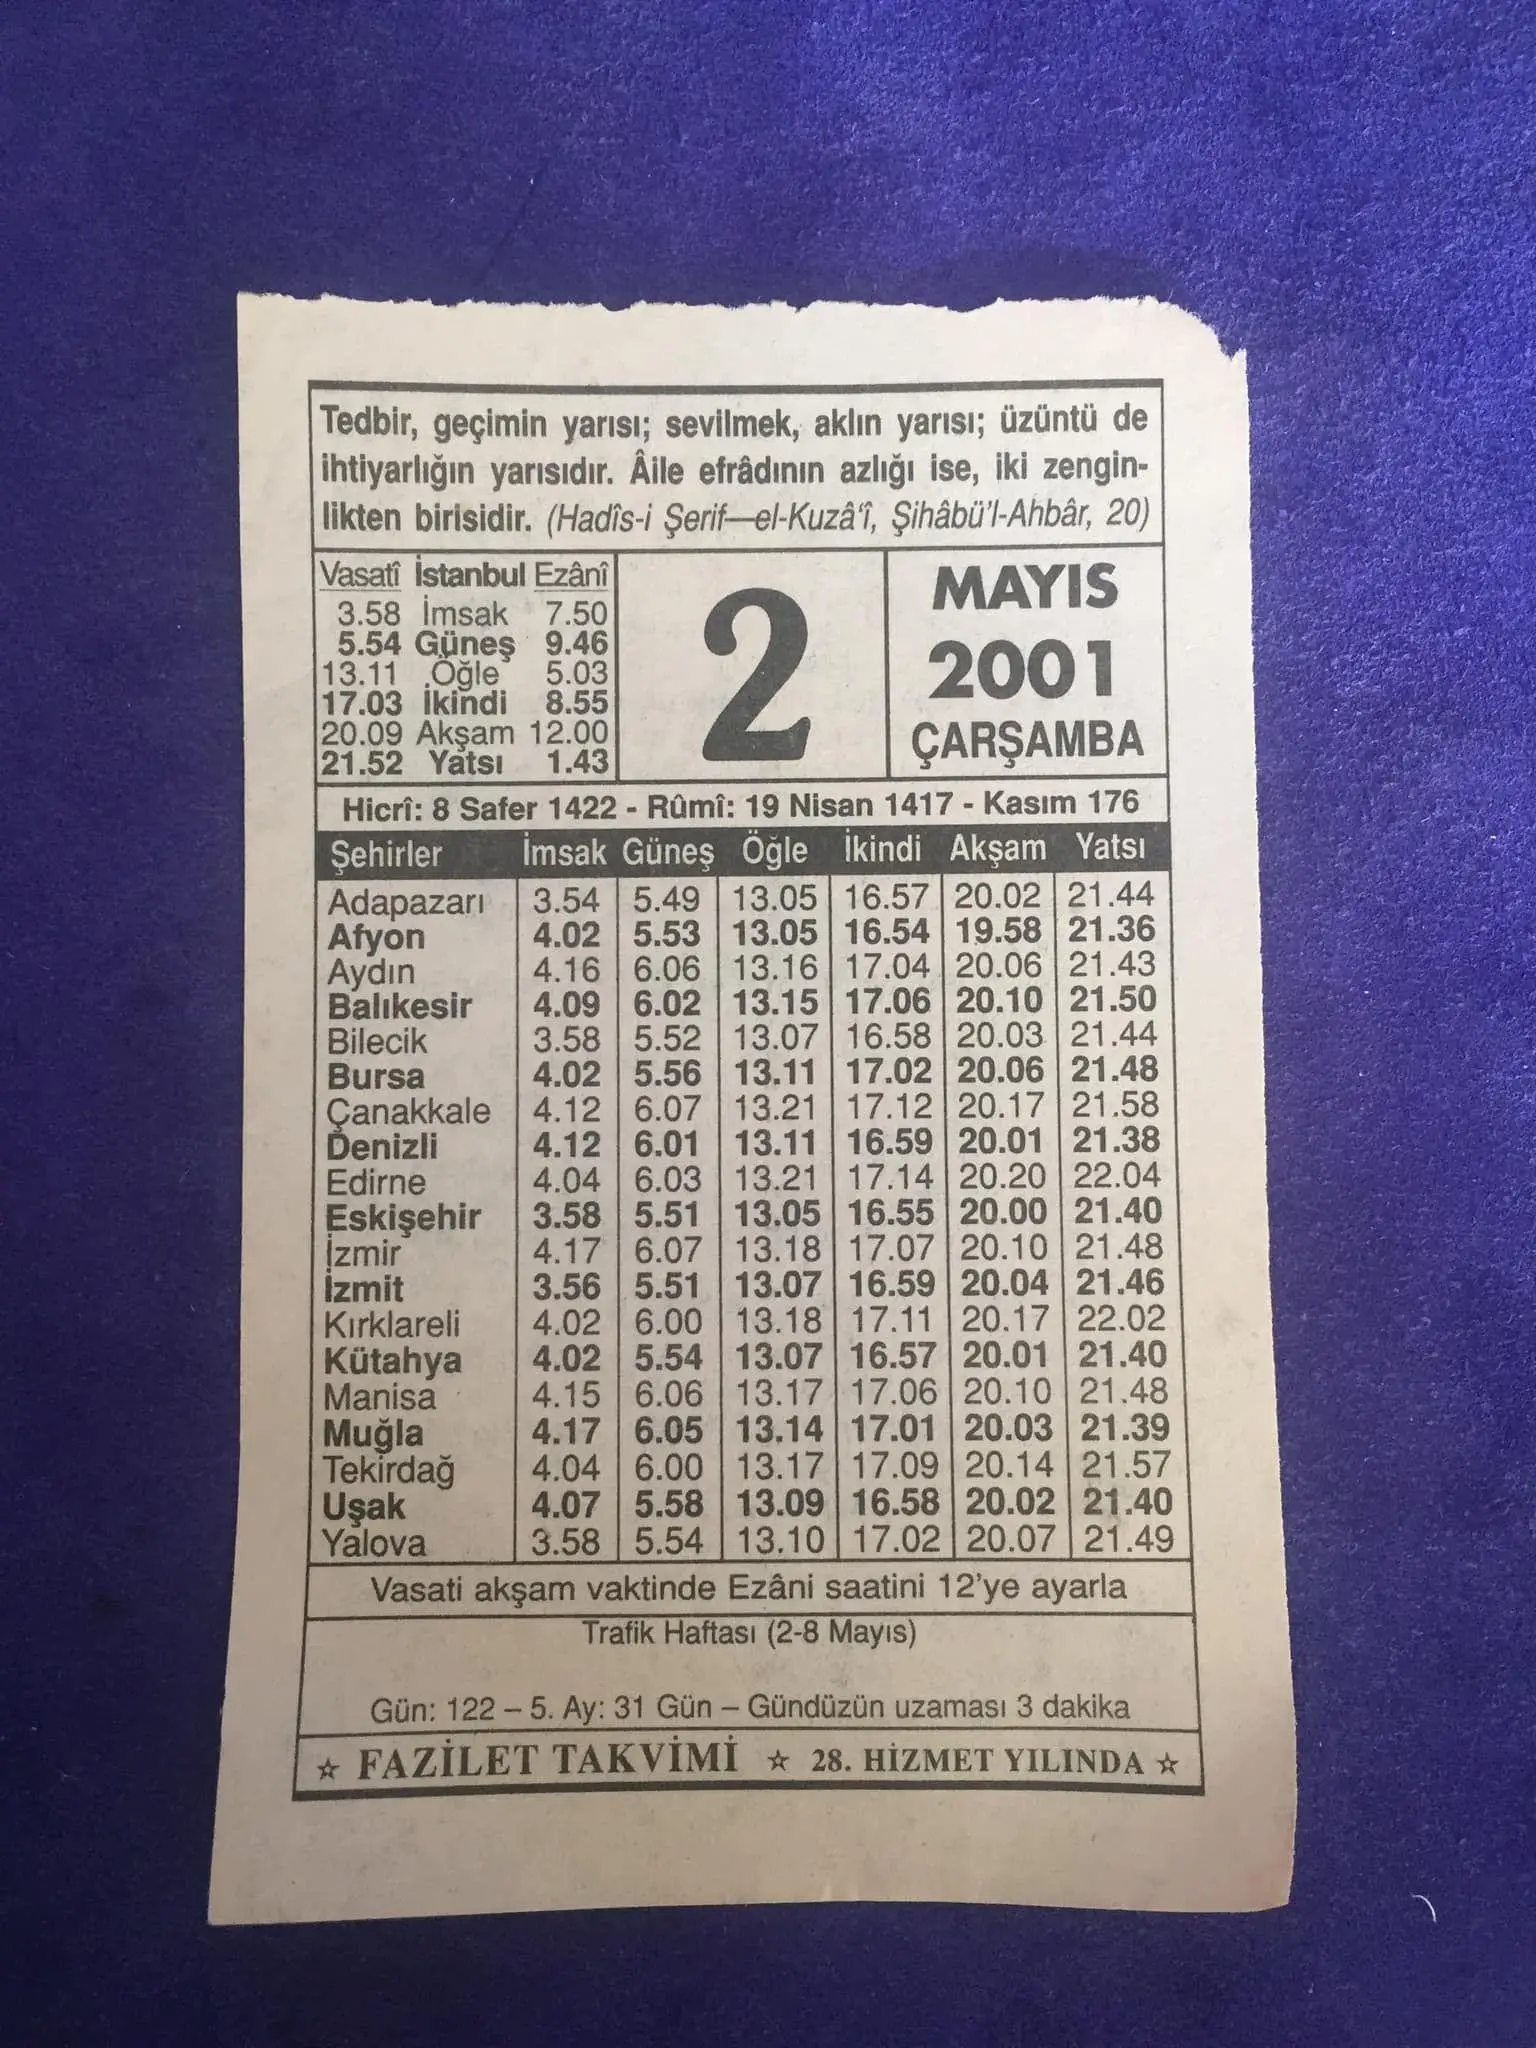 Tedbir, geçimin yarısı; sevilmek, aklın yarısı; üzüntü de
ihtiyarlığın yarısıdır. Âile efrâdının azlığı ise, iki zengin-
likten birisidir. (Hadîs-i Şerif—el-Kuzâ'î, Şihâbü'l-Ahbâr, 20)
Vasatî İstanbul Ezânî
3.58 İmsak 7.50
5.54 Güneş 9.46
13.11 Öğle 5.03
17.03 İkindi 8.55
20.09 Akşam 12.00
21.52 Yatsı 1.43
2
MAYIS
2001
ÇARŞAMBA
Hicrî: 8 Safer 1422 - Rûmî: 19 Nisan 1417 - Kasım 176
Şehirler İmsak Güneş Öğle İkindi Akşam Yatsı
Adapazarı 3.54 5.49 13.05 16.57 20.02 21.44
Afyon 4.02 5.53 13.05 16.54 19.58 21.36
Aydın 4.16 6.06 13.16 17.04 20.06 21.43
Balıkesir 4.09 6.02 13.15 17.06 20.10 21.50
Bilecik 3.58 5.52 13.07 16.58 20.03 21.44
Bursa 4.02 5.56 13.11 17.02 20.06 21.48
Çanakkale 4.12 6.07 13.21 17.12 20.17 21.58
Denizli 4.12 6.01 13.11 16.59 20.01 21.38
Edirne 4.04 6.03 13.21 17.14 20.20 22.04
Eskişehir 3.58 5.51 13.05 16.55 20.00 21.40
İzmir 4.17 6.07 13.18 17.07 20.10 21.48
İzmit 3.56 5.51 13.07 16.59 20.04 21.46
Kırklareli 4.02 6.00 13.18 17.11 20.17 22.02
Kütahya 4.02 5.54 13.07 16.57 20.01 21.40
Manisa 4.15 6.06 13.17 17.06 20.10 21.48
Muğla 4.17 6.05 13.14 17.01 20.03 21.39
Tekirdağ 4.04 6.00 13.17 17.09 20.14 21.57
Uşak 4.07 5.58 13.09 16.58 20.02 21.40
Yalova 3.58 5.54 13.10 17.02 20.07 21.49
Vasati akşam vaktinde Ezâni saatini 12'ye ayarla
Trafik Haftası (2-8 Mayıs)
Gün: 122 – 5. Ay: 31 Gün – Gündüzün uzaması 3 dakika
☆ FAZİLET TAKVİMİ ☆ 28. HİZMET YILINDA ☆